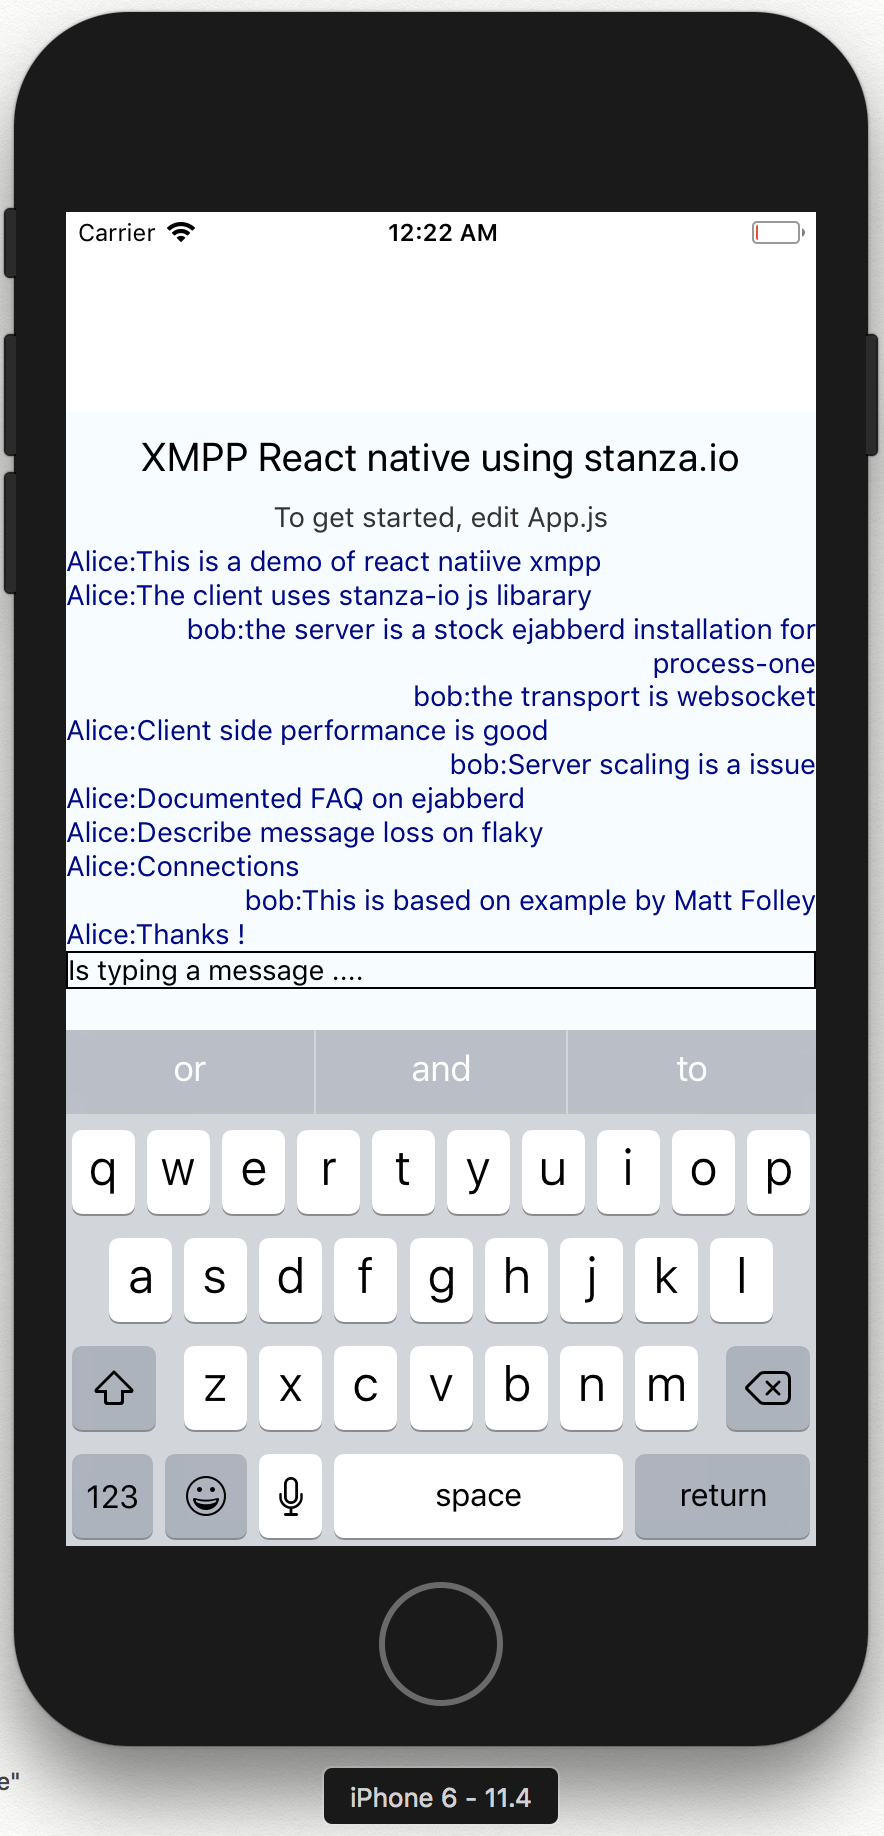 Carrier 12:22 AM
XMPP React native using stanza.io
To get started, edit App.js
Alice:This is a demo of react natiive xmpp
Alice:The client uses stanza-io js libarary
bob:the server is a stock ejabberd installation for
process-one
bob:the transport is websocket
Alice:Client side performance is good
bob:Server scaling is a issue
Alice:Documented FAQ on ejabberd
Alice:Describe message loss on flaky
Alice:Connections
bob:This is based on example by Matt Folley
Alice:Thanks !
Is typing a message ....
or and to
q w e r t y u i o p
a s d f g h j k l
z x c v b n m
123 space return
e"
iPhone 6 - 11.4